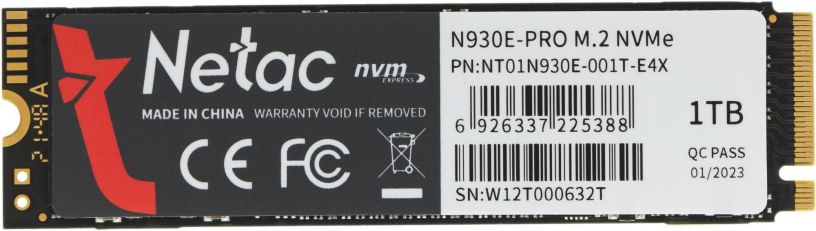 Netac
nvm
EXPRESS
MADE IN CHINA WARRANTY VOID IF REMOVED
CE FC
N930E-PRO M.2 NVMe
PN:NT01N930E-001T-E4X
6 926337 225388
SN:W12T000632T
1TB
QC PASS
01/2023